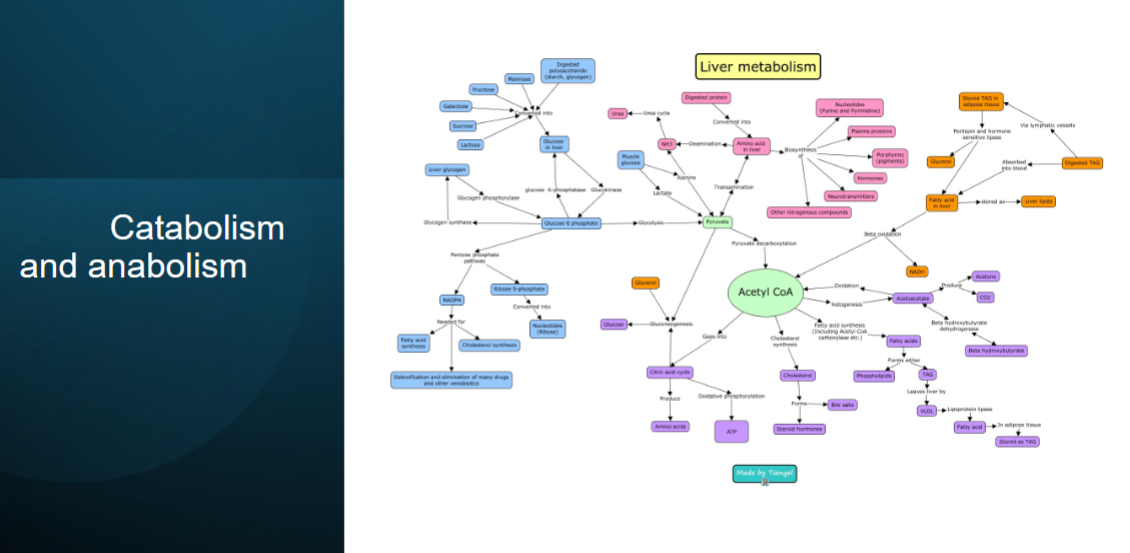 Catabolism
and anabolism
Liver metabolism
Digested
polysaccharide
(starch, glycogen)
Mannose
Fructose
Galactose
Sucrose
Lactose
Converted into
Glucose
in liver
Liver glycogen
Glycogen phosphorylase
glucose 6-phosphatase
Glucokinase
Glycogen synthase
Glucose 6 phosphate
Glycolysis
Pyruvate
Pentose phosphate
pathway
NADPH
Ribose 5-phosphate
Converted into
Nucleotides
(Ribose)
Needed for
Fatty acid
synthesis
Cholesterol synthesis
Detoxification and elimination of many drugs
and other xenobiotics
Digested protein
Converted into
Urea
Urea cycle
NH3
Deamination
Amino acid
in liver
Muscle
glucose
Alanine
Lactate
Transamination
Biosynthesis
of
Nucleotides
(Purine and Pyrimidine)
Plasma proteins
Porphyrins
(pigments)
Hormones
Neurotransmitters
Other nitrogenous compounds
Stored TAG in
adipose tissue
Via lymphatic vessels
Perilipin and hormone
sensitive lipase
Glycerol
Absorbed
into blood
Digested TAG
Fatty acid
in liver
stored as
Liver lipids
Beta oxidation
NADH
Pyruvate decarboxylation
Acetyl CoA
Oxidation
Ketogenesis
Acetoacetate
Produce
Acetone
CO2
Beta hydroxybutyrate
dehydrogenase
Beta hydroxybutyrate
Glycerol
Glucose
Gluconeogenesis
Goes into
Citric acid cycle
Produce
Amino acids
Oxidative phosphorylation
ATP
Cholesterol
synthesis
Cholesterol
Forms
Bile salts
Steroid hormones
Fatty acid synthesis
(Including Acetyl CoA
carboxylase etc.)
Fatty acids
Forms either
Phospholipids
TAG
Leaves liver by
VLDL
Lipoprotein lipase
Fatty acid
In adipose tissue
Stored as TAG